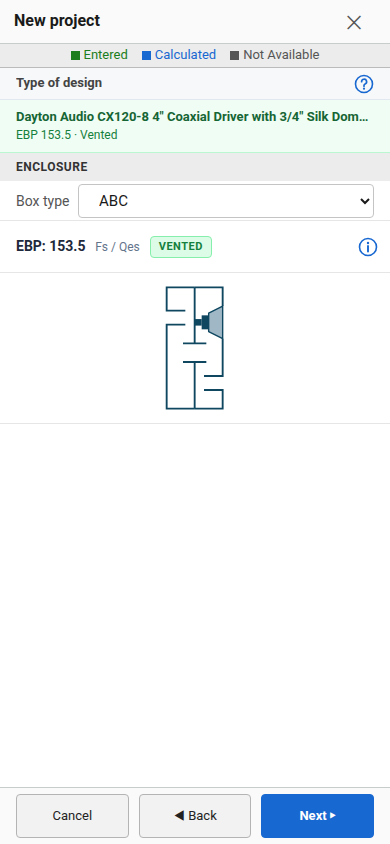 New project
Entered Calculated Not Available
Type of design
Dayton Audio CX120-8 4" Coaxial Driver with 3/4" Silk Dom...
EBP 153.5 · Vented
ENCLOSURE
Box type ABC
EBP: 153.5 Fs / Qes VENTED
Cancel ◀ Back Next ▸